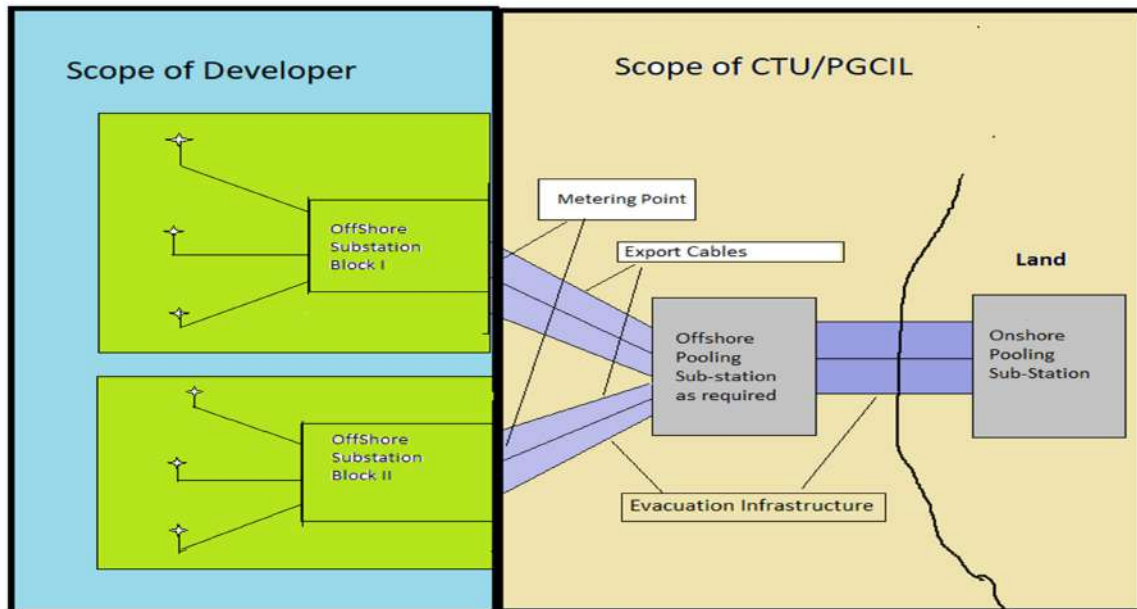 Scope of Developer
Scope of CTU/PGCIL
OffShore
Substation
Block I
Metering Point
Export Cables
Land
Offshore
Pooling
Sub-station
as required
Onshore
Pooling
Sub-Station
OffShore
Substation
Block II
Evacuation Infrastructure